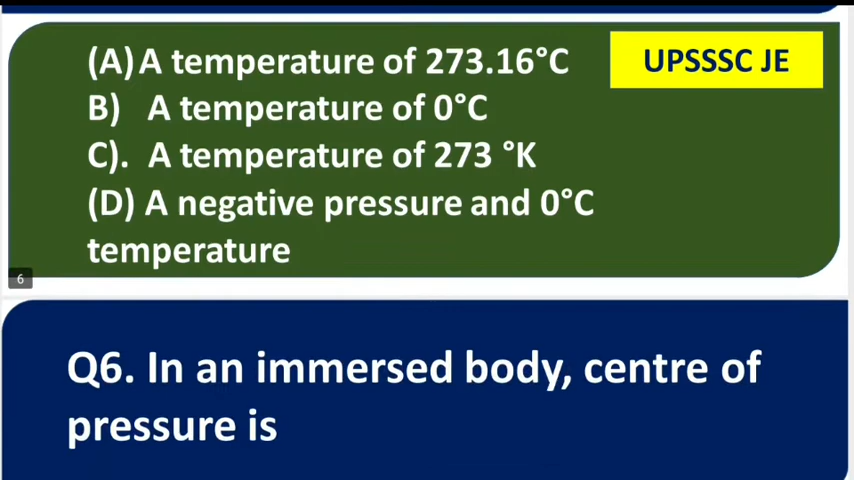 (A) A temperature of 273.16°C
UPSSSC JE
B) A temperature of 0°C
C). A temperature of 273 °K
(D) A negative pressure and 0°C
temperature
6
Q6. In an immersed body, centre of
pressure is